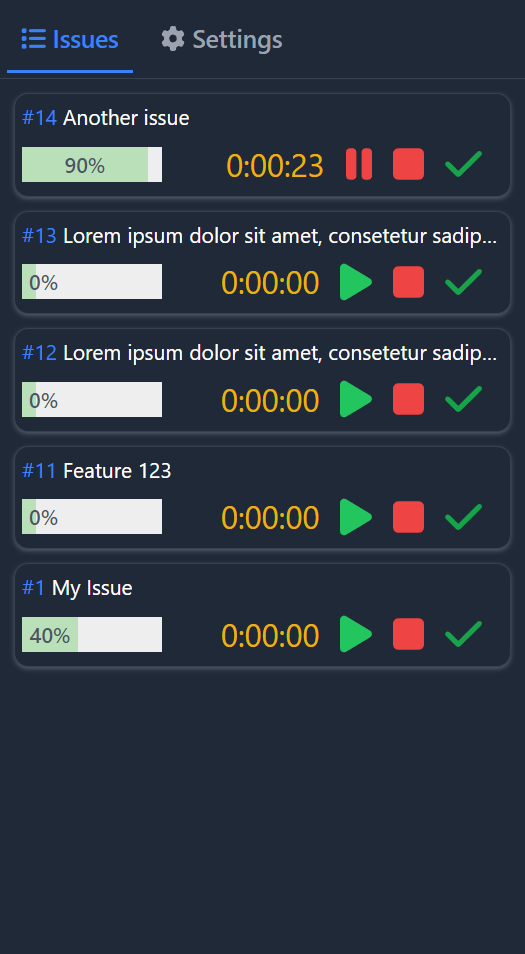 Issues Settings
#14 Another issue
90% 0:00:23
#13 Lorem ipsum dolor sit amet, consetetur sadip...
0% 0:00:00
#12 Lorem ipsum dolor sit amet, consetetur sadip...
0% 0:00:00
#11 Feature 123
0% 0:00:00
#1 My Issue
40% 0:00:00